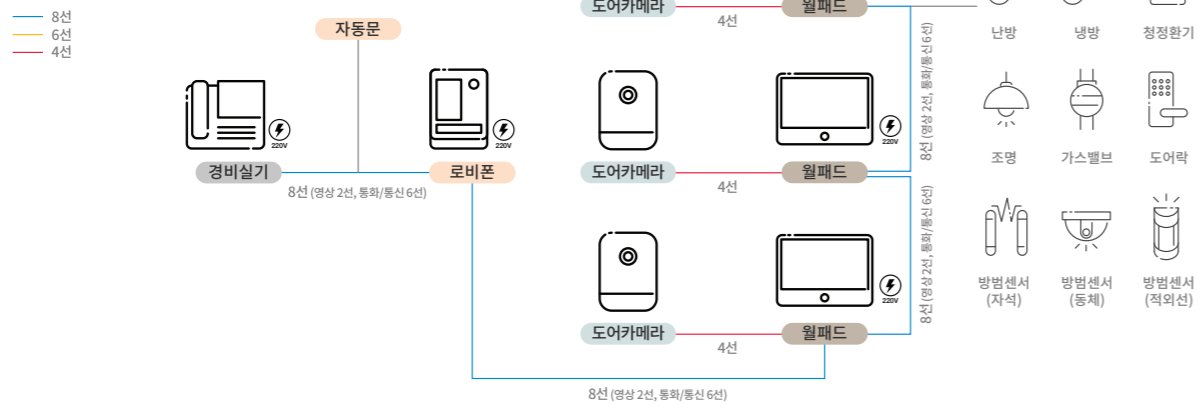 8선
6선
4선
자동문
220V
경비실기
8선 (영상 2선, 통화/통신 6선)
220V
로비폰
도어카메라
4선
월패드
8선 (영상 2선, 통화/통신 6선)
220V
도어카메라
4선
월패드
8선 (영상 2선, 통화/통신 6선)
220V
도어카메라
4선
월패드
8선 (영상 2선, 통화/통신 6선)
난방
냉방
청정환기
조명
가스밸브
도어락
방범센서
(자석)
방범센서
(동체)
방범센서
(적외선)